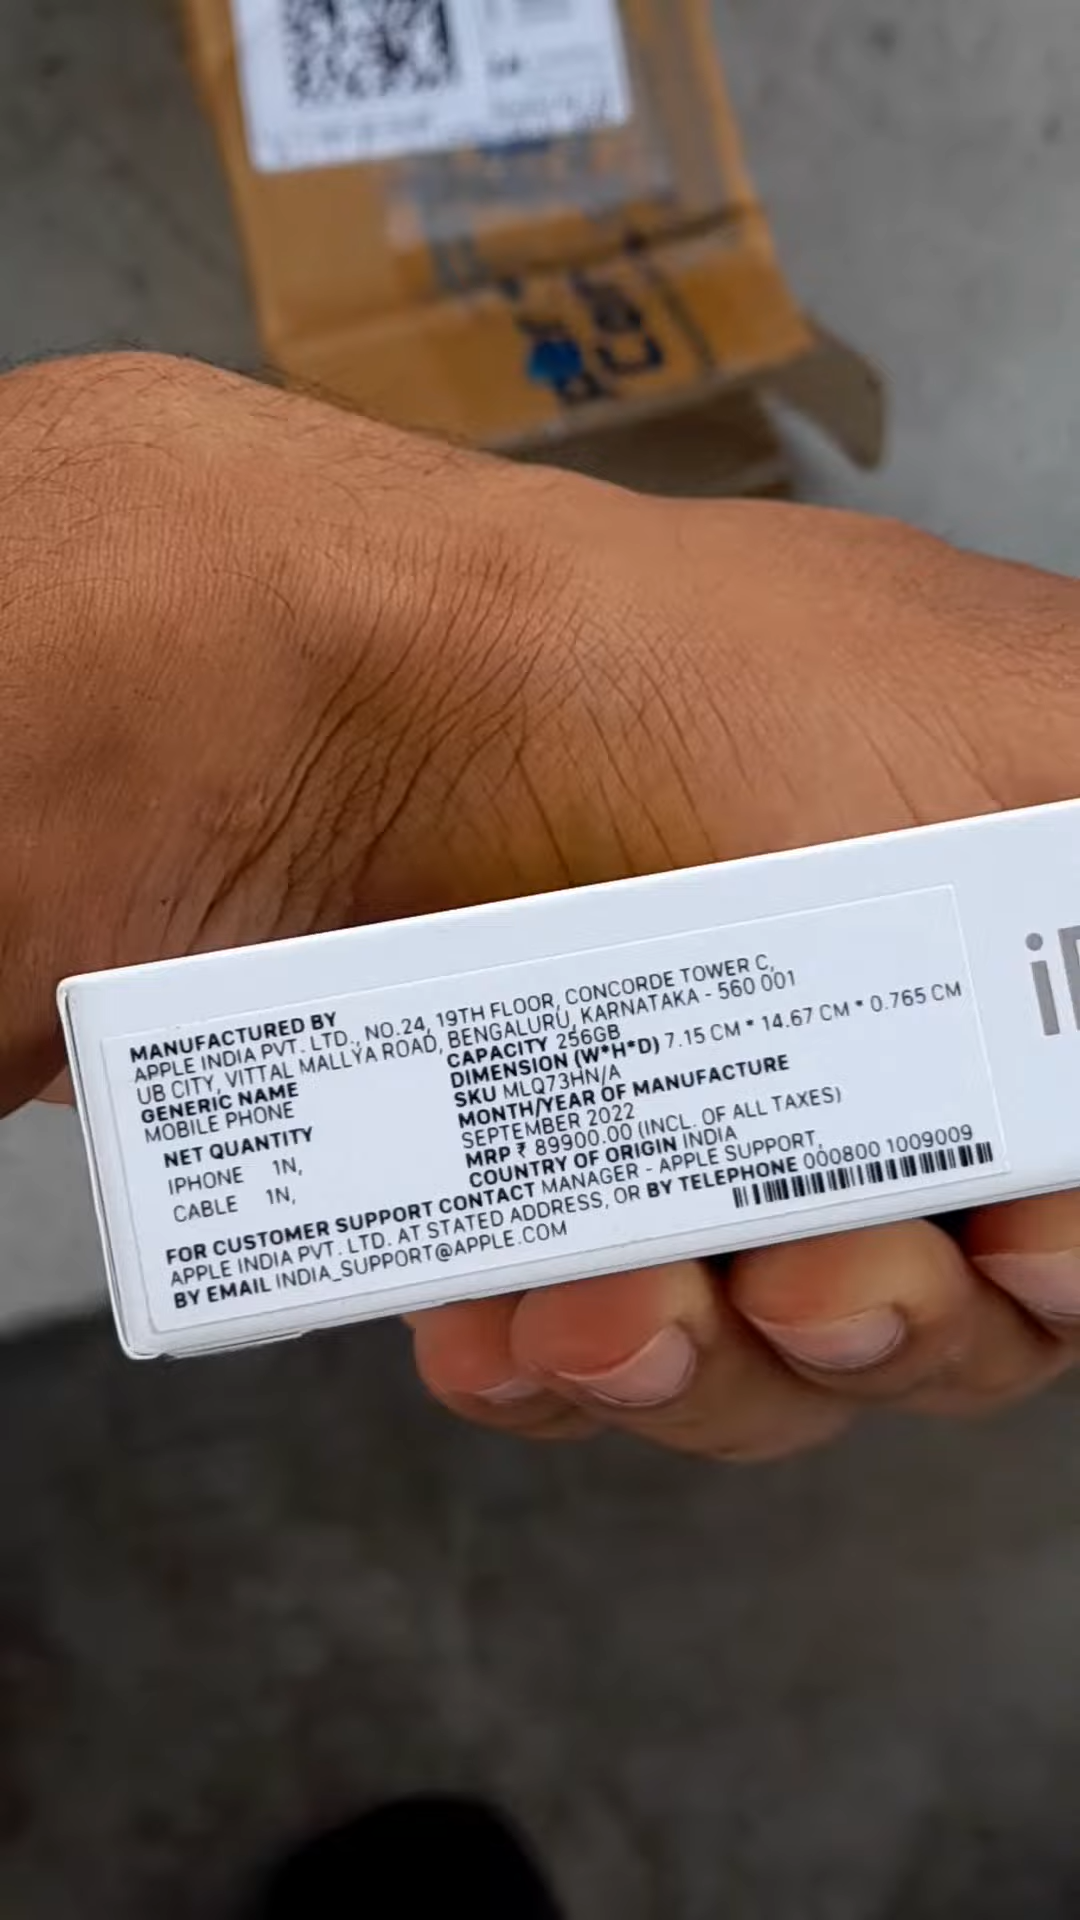 MANUFACTURED BY
APPLE INDIA PVT. LTD., NO.24, 19TH FLOOR, CONCORDE TOWER C,
UB CITY, VITTAL MALLYA ROAD, BENGALURU, KARNATAKA - 560 001
GENERIC NAME
MOBILE PHONE
NET QUANTITY
IPHONE 1N,
CABLE 1N,
CAPACITY 256GB
DIMENSION (W*H*D) 7.15 CM * 14.67 CM * 0.765 CM
SKU MLQ73HN/A
MONTH/YEAR OF MANUFACTURE
SEPTEMBER 2022
MRP ₹ 89900.00 (INCL. OF ALL TAXES)
COUNTRY OF ORIGIN INDIA
FOR CUSTOMER SUPPORT CONTACT MANAGER - APPLE SUPPORT,
APPLE INDIA PVT. LTD. AT STATED ADDRESS, OR BY TELEPHONE 000800 1009009
BY EMAIL INDIA_SUPPORT@APPLE.COM